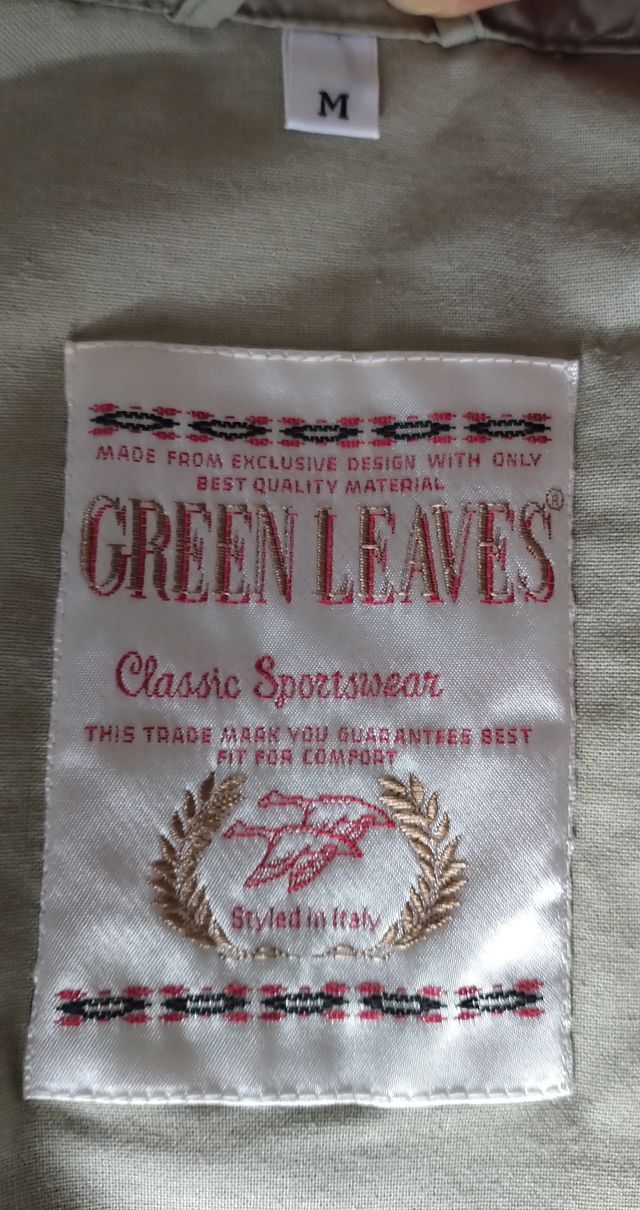 M
MADE FROM EXCLUSIVE DESIGN WITH ONLY
BEST QUALITY MATERIAL
GREEN LEAVES®
Classic Sportswear
THIS TRADE MARK YOU GUARANTEES BEST
FIT FOR COMFORT
Styled in Italy